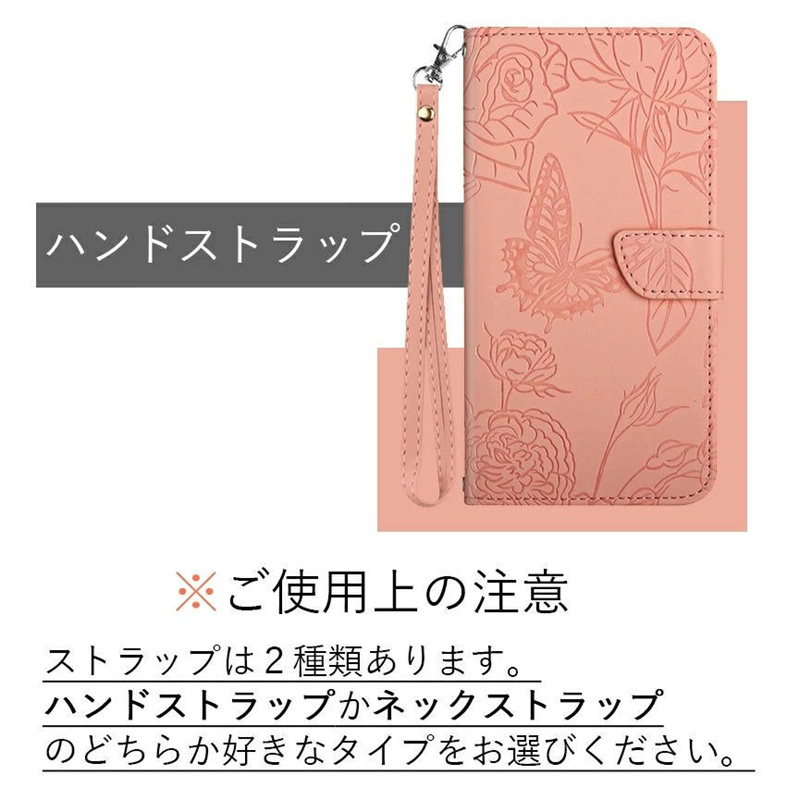 ハンドストラップ
※ご使用上の注意
ストラップは２種類あります。
ハンドストラップかネックストラップ
のどちらか好きなタイプをお選びください。